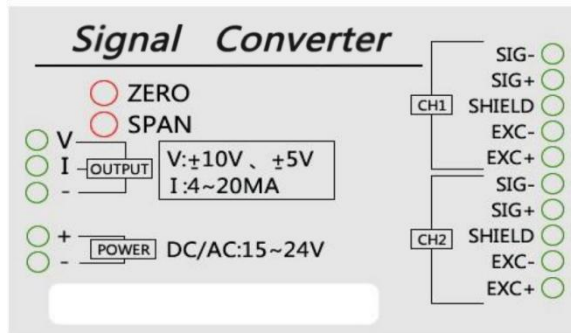 Signal Converter
ZERO
SPAN
V
I
-
OUTPUT
V:±10V 、 ±5V
I:4~20MA
+
-
POWER
DC/AC:15~24V
CH1
SIG-
SIG+
SHIELD
EXC-
EXC+
CH2
SIG-
SIG+
SHIELD
EXC-
EXC+